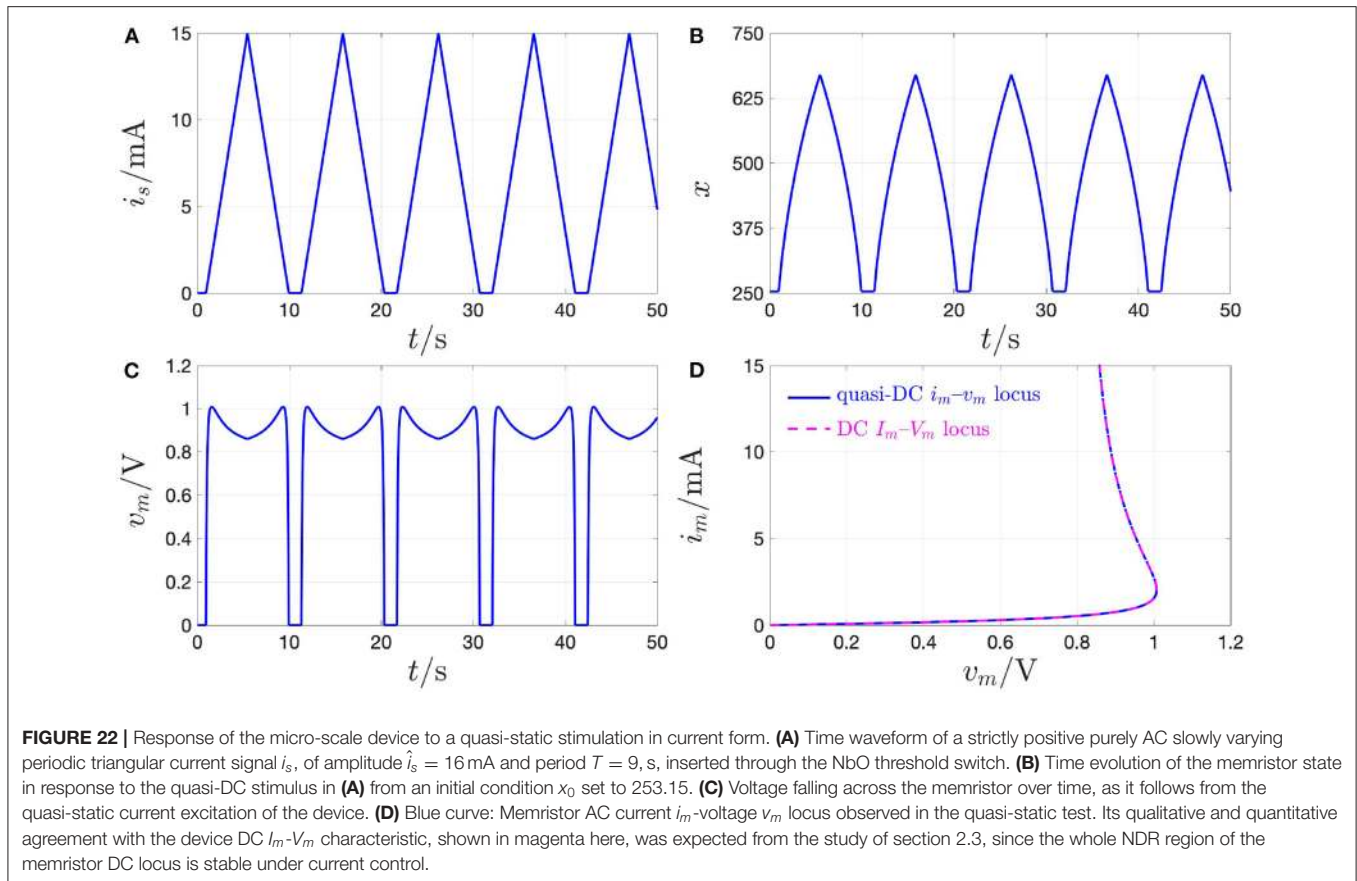 A
15
10
5
0
i_s/mA
0
10
20
30
40
50
t/s
B
750
625
500
375
250
x
0
10
20
30
40
50
t/s
C
1.2
1
0.8
0.6
0.4
0.2
0
v_m/V
0
10
20
30
40
50
t/s
D
15
10
5
0
i_m/mA
quasi-DC i_m–v_m locus
DC I_m–V_m locus
0
0.2
0.4
0.6
0.8
1
1.2
v_m/V
FIGURE 22 | Response of the micro-scale device to a quasi-static stimulation in current form. (A) Time waveform of a strictly positive purely AC slowly varying
periodic triangular current signal i_s, of amplitude î_s = 16 mA and period T = 9, s, inserted through the NbO threshold switch. (B) Time evolution of the memristor state
in response to the quasi-DC stimulus in (A) from an initial condition x_0 set to 253.15. (C) Voltage falling across the memristor over time, as it follows from the
quasi-static current excitation of the device. (D) Blue curve: Memristor AC current i_m-voltage v_m locus observed in the quasi-static test. Its qualitative and quantitative
agreement with the device DC I_m-V_m characteristic, shown in magenta here, was expected from the study of section 2.3, since the whole NDR region of the
memristor DC locus is stable under current control.